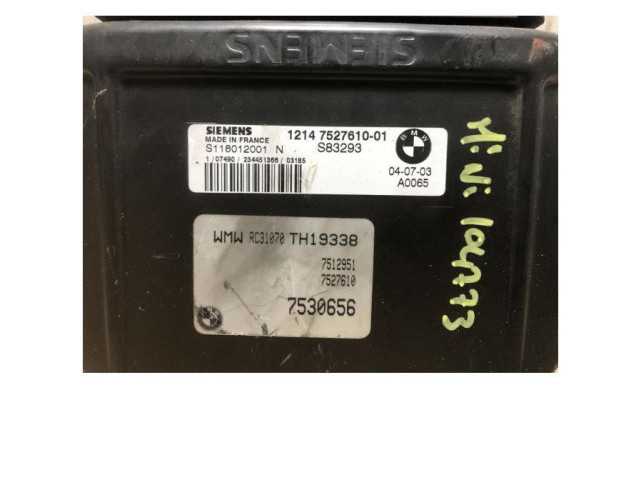 SIEMENS
SIEMENS
MADE IN FRANCE
1214 7527610-01
BMW
S118012001 N
S83293
1 / 07490 / 234451366 / 03185
04-07-03
A0065
WMW RC31070 TH19338
7512951
7527610
7530656
Mini